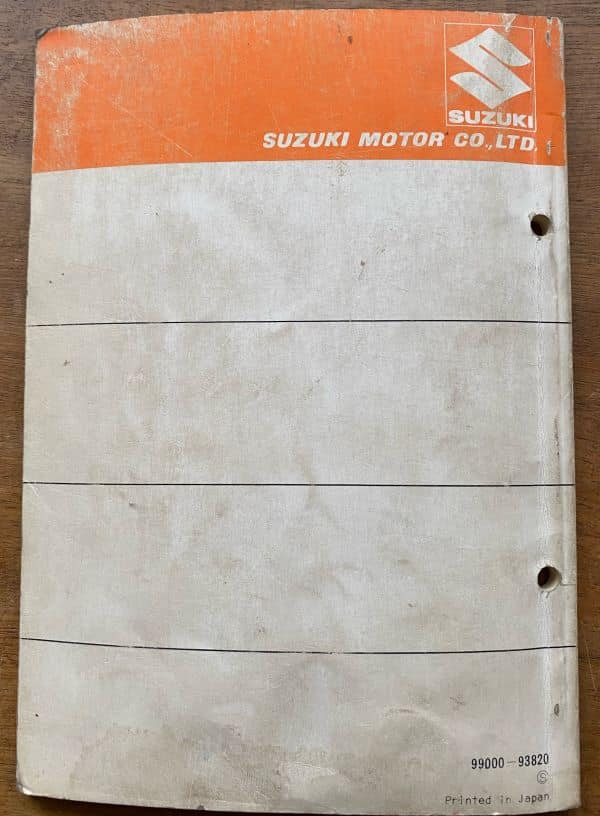 SUZUKI
SUZUKI MOTOR CO.,LTD.
99000-93820
Ⓢ
Printed in Japan